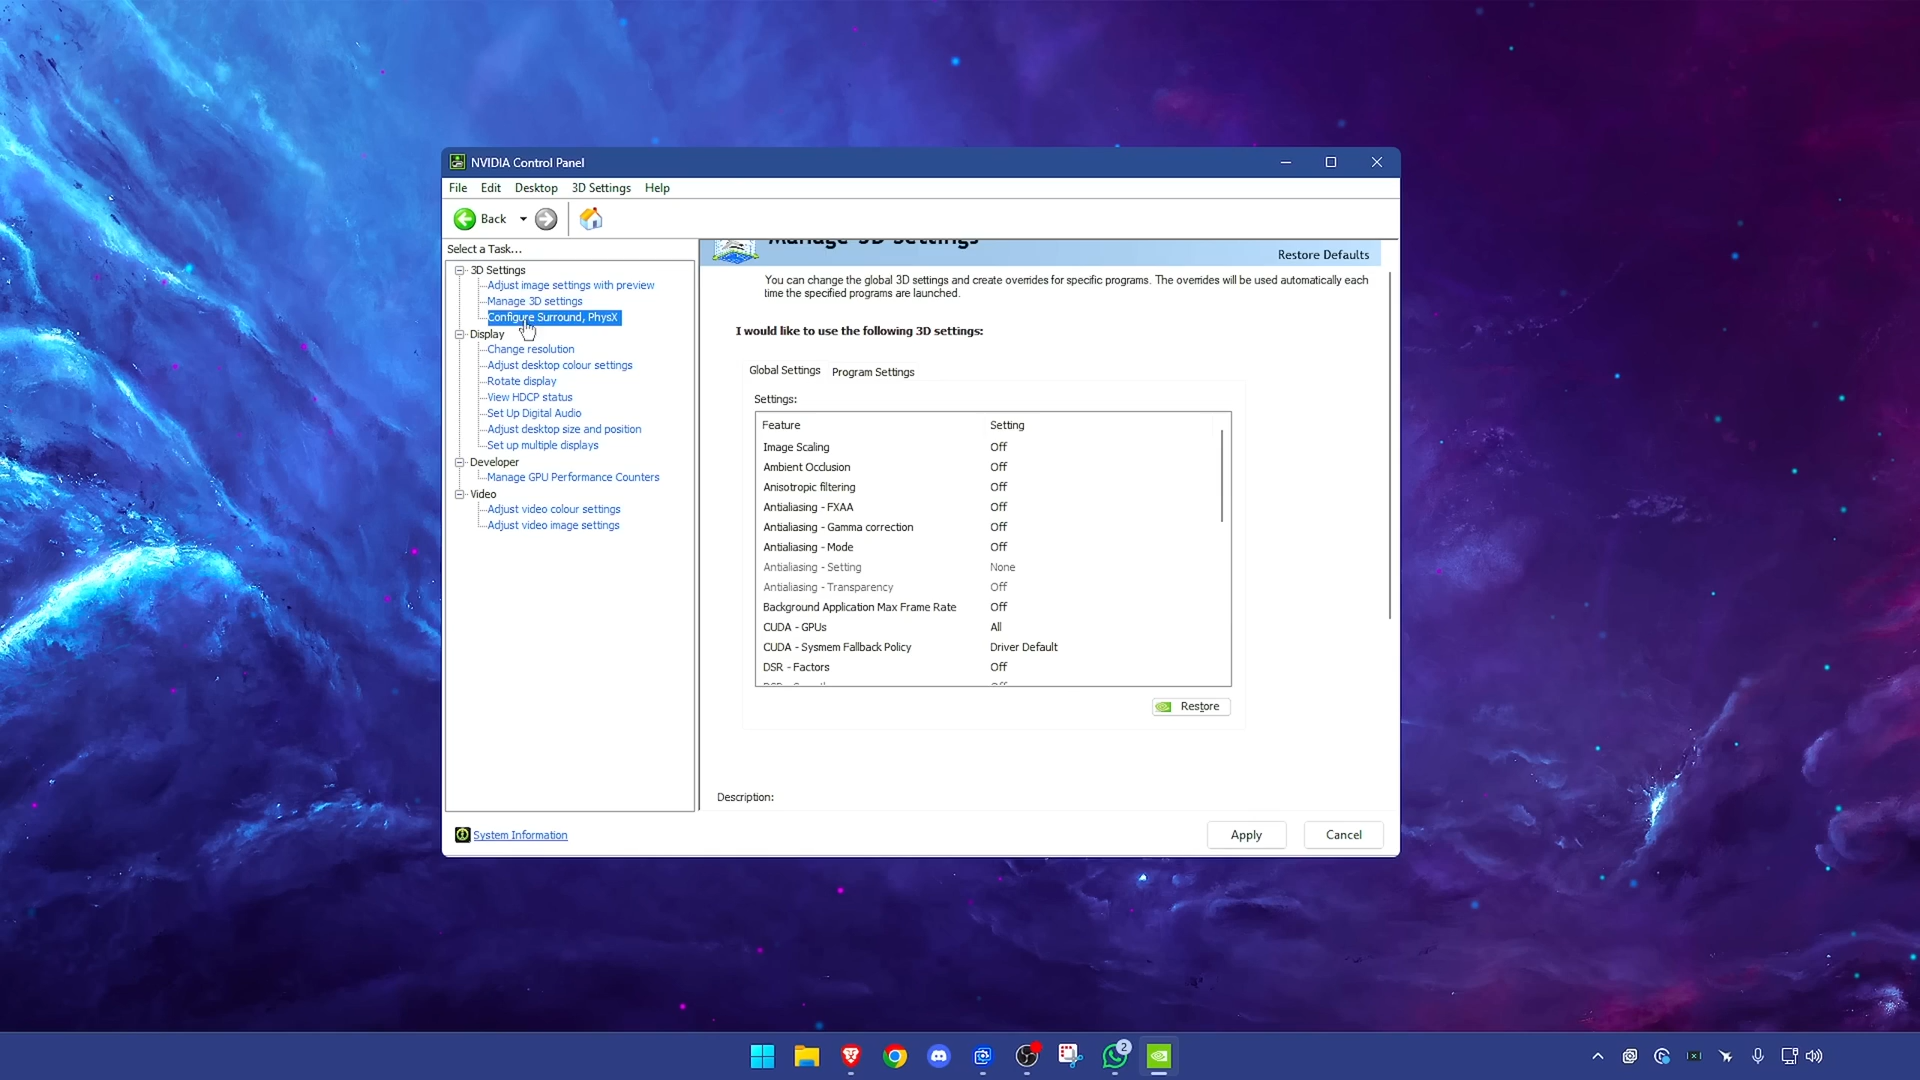 NVIDIA Control Panel
File Edit Desktop 3D Settings Help
Back
Select a Task...
3D Settings
Adjust image settings with preview
Manage 3D settings
Configure Surround, PhysX
Display
Change resolution
Adjust desktop colour settings
Rotate display
View HDCP status
Set Up Digital Audio
Adjust desktop size and position
Set up multiple displays
Developer
Manage GPU Performance Counters
Video
Adjust video colour settings
Adjust video image settings
System Information
Manage 3D Settings
Restore Defaults
You can change the global 3D settings and create overrides for specific programs. The overrides will be used automatically each
time the specified programs are launched.
I would like to use the following 3D settings:
Global Settings Program Settings
Settings:
Feature Setting
Image Scaling Off
Ambient Occlusion Off
Anisotropic filtering Off
Antialiasing - FXAA Off
Antialiasing - Gamma correction Off
Antialiasing - Mode Off
Antialiasing - Setting None
Antialiasing - Transparency Off
Background Application Max Frame Rate Off
CUDA - GPUs All
CUDA - Sysmem Fallback Policy Driver Default
DSR - Factors Off
Restore
Description:
Apply Cancel
2